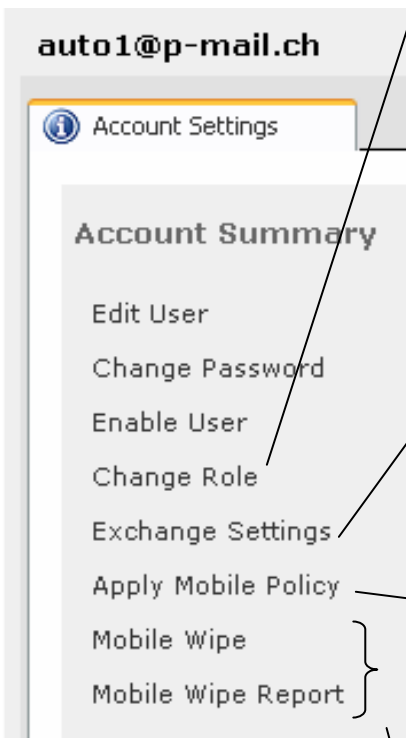 auto1@p-mail.ch
Account Settings
Account Summary
Edit User
Change Password
Enable User
Change Role
Exchange Settings
Apply Mobile Policy
Mobile Wipe
Mobile Wipe Report